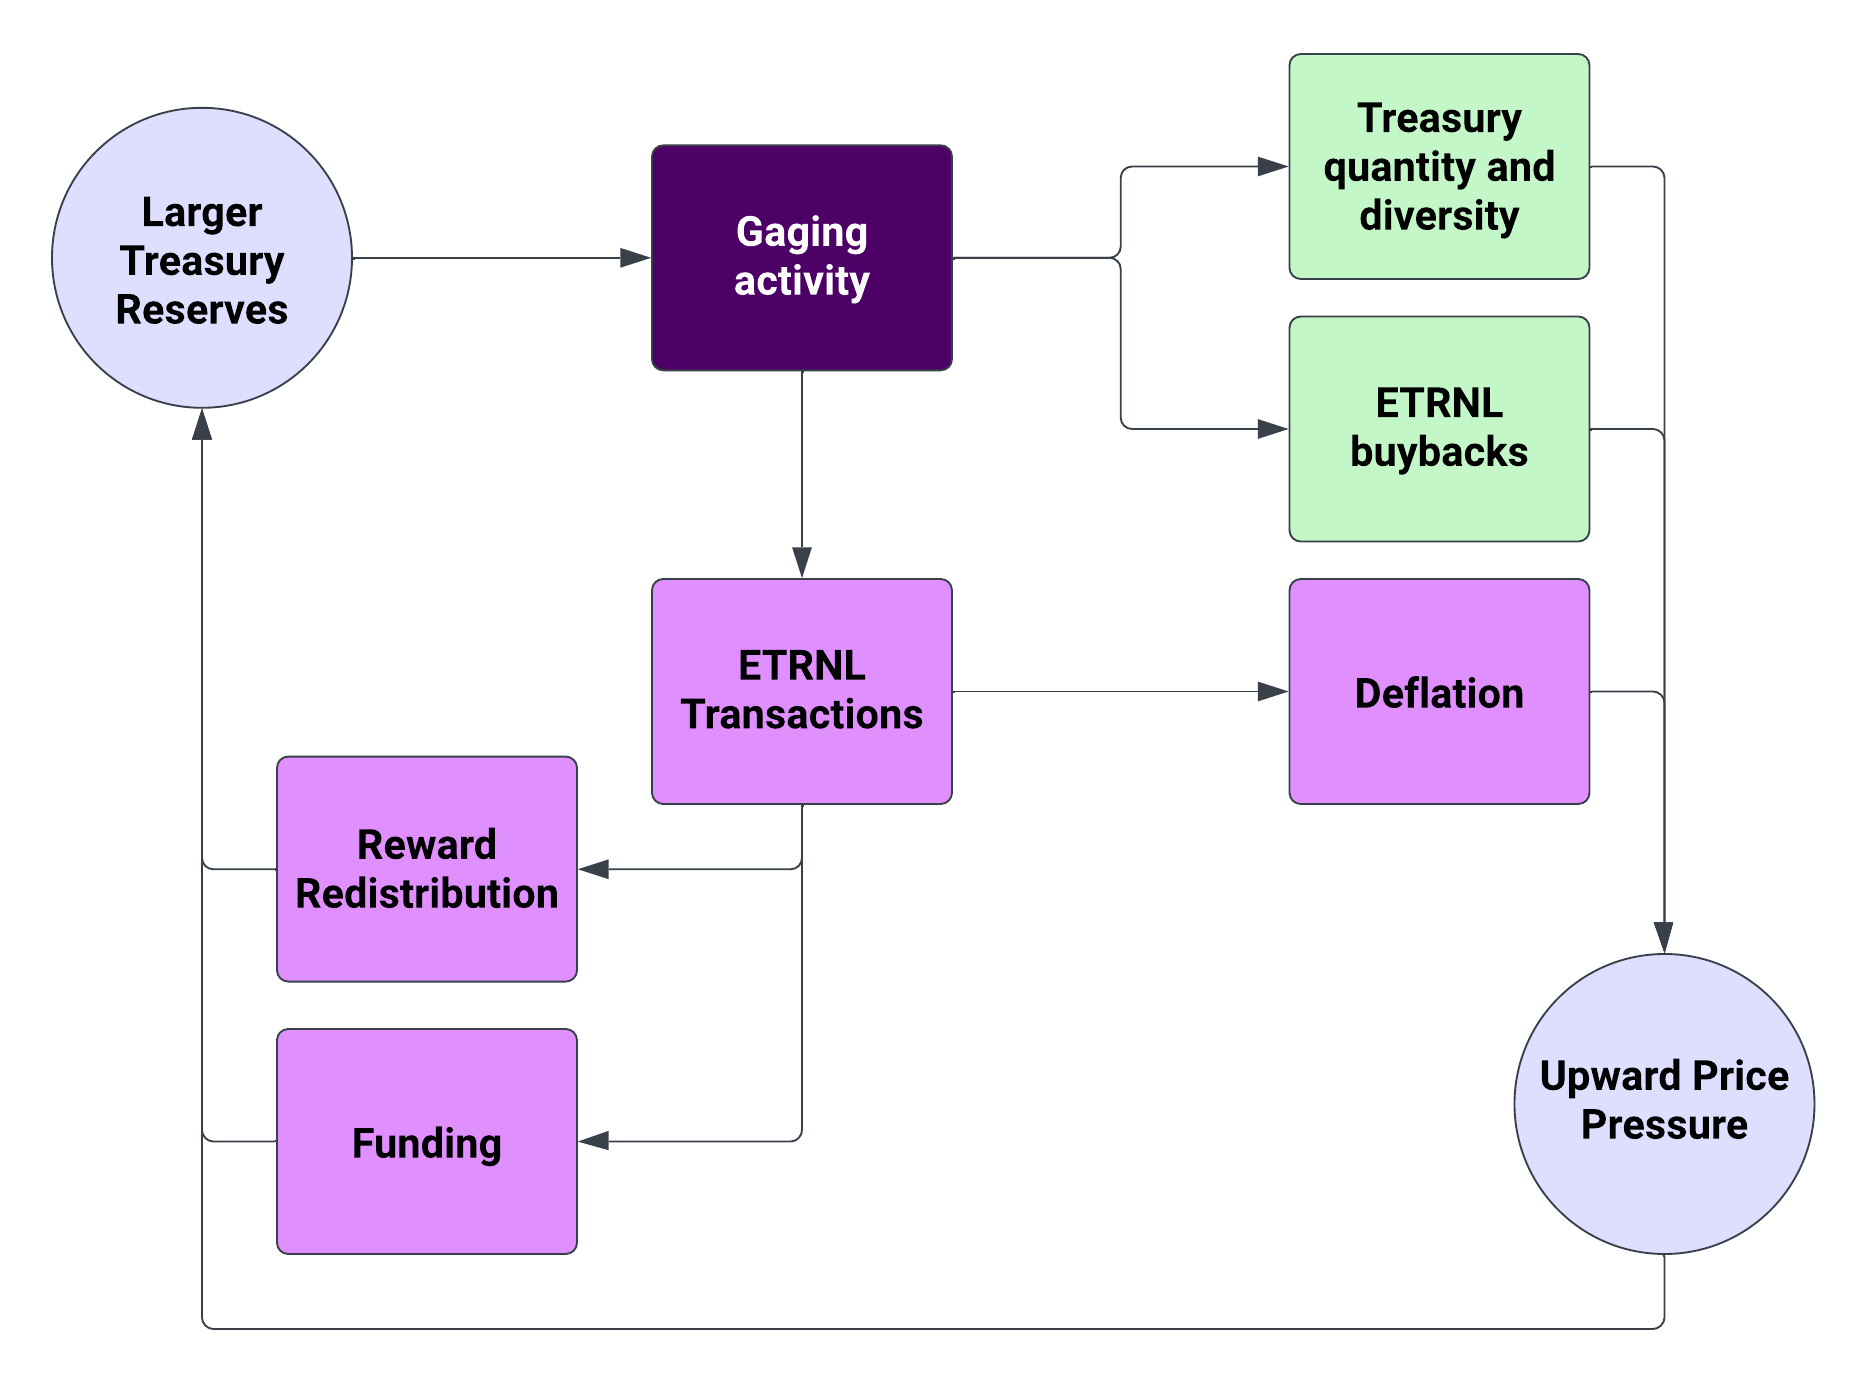 Larger
Treasury
Reserves
Gaging
activity
Treasury
quantity and
diversity
ETRNL
buybacks
ETRNL
Transactions
Deflation
Reward
Redistribution
Funding
Upward Price
Pressure